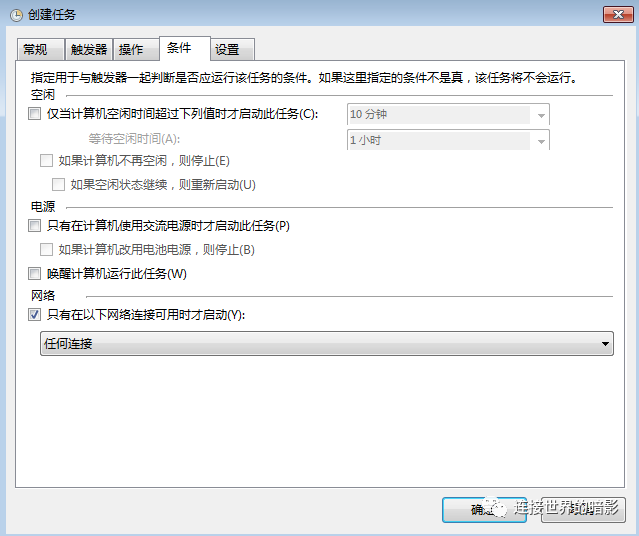 创建任务
常规 触发器 操作 条件 设置
指定用于与触发器一起判断是否应运行该任务的条件。如果这里指定的条件不是真，该任务将不会运行。
空闲
仅当计算机空闲时间超过下列值时才启动此任务(C): 10 分钟
等待空闲时间(A): 1 小时
如果计算机不再空闲，则停止(E)
如果空闲状态继续，则重新启动(U)
电源
只有在计算机使用交流电源时才启动此任务(P)
如果计算机改用电池电源，则停止(B)
唤醒计算机运行此任务(W)
网络
只有在以下网络连接可用时才启动(Y):
任何连接
确定 连接世界的暗影